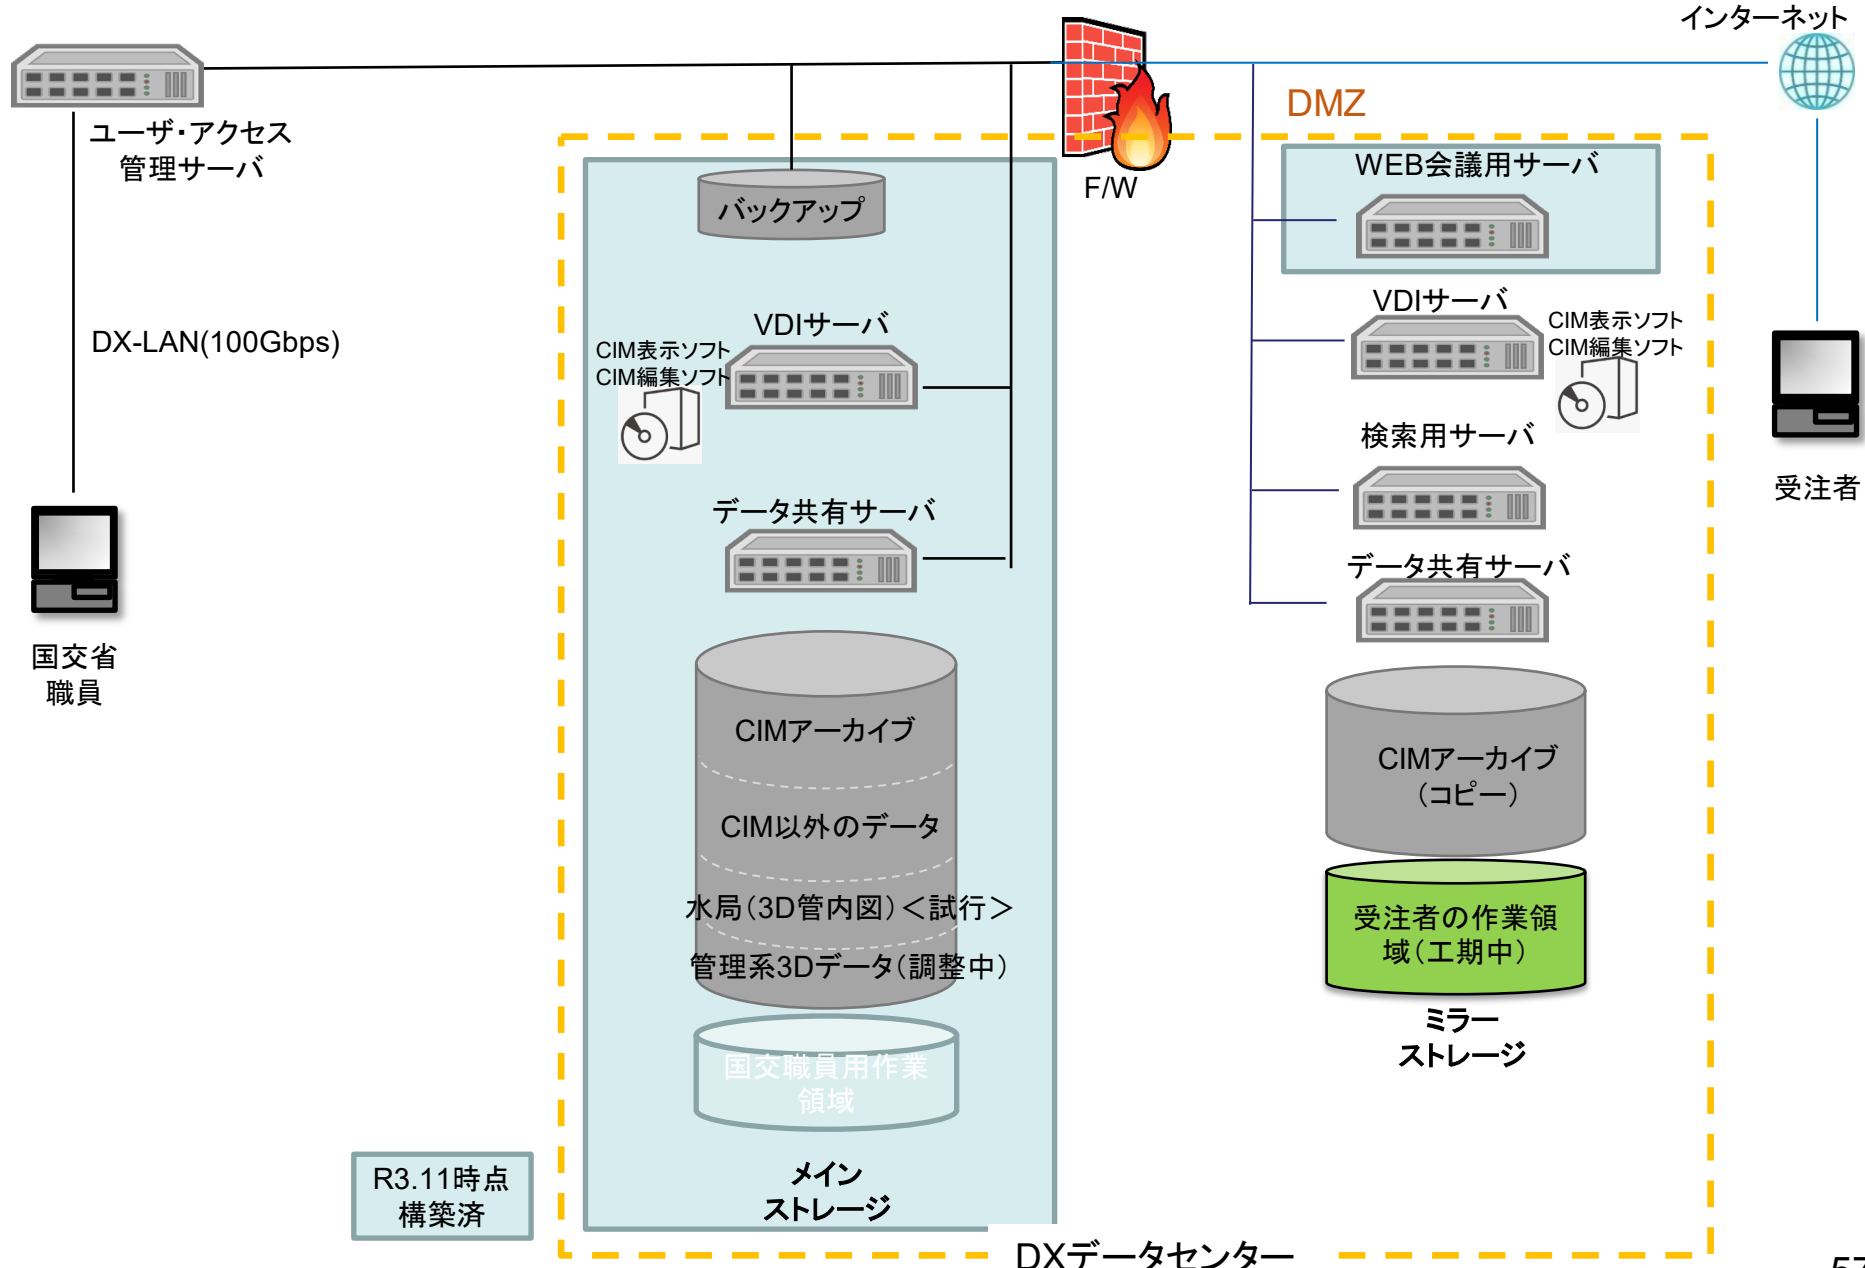 インターネット
ユーザ・アクセス
管理サーバ
DMZ
F/W
WEB会議用サーバ
バックアップ
DX-LAN(100Gbps)
VDIサーバ
CIM表示ソフト
CIM編集ソフト
VDIサーバ
CIM表示ソフト
CIM編集ソフト
検索用サーバ
受注者
データ共有サーバ
データ共有サーバ
国交省
職員
CIMアーカイブ
CIM以外のデータ
水局（3D管内図）＜試行＞
管理系3Dデータ（調整中）
国交職員用作業
領域
メイン
ストレージ
CIMアーカイブ
（コピー）
受注者の作業領
域（工期中）
ミラー
ストレージ
R3.11時点
構築済
DXデータセンター
57